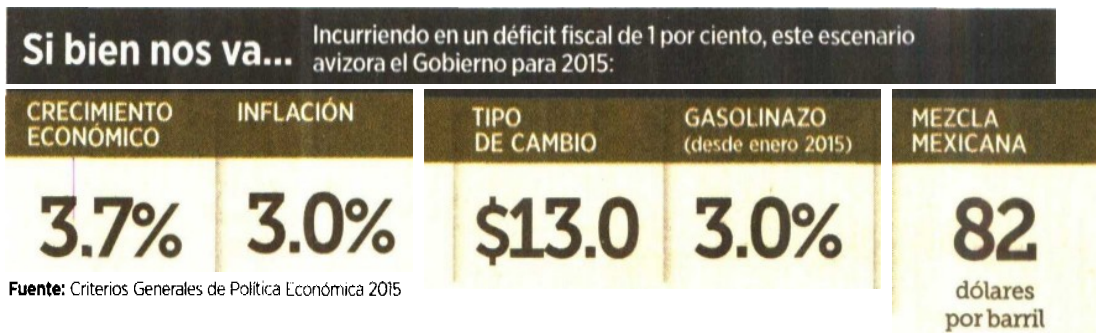 Si bien nos va...
Incurriendo en un déficit fiscal de 1 por ciento, este escenario
avizora el Gobierno para 2015:
CRECIMIENTO
ECONÓMICO
3.7%
INFLACIÓN
3.0%
TIPO
DE CAMBIO
$13.0
GASOLINAZO
(desde enero 2015)
3.0%
MEZCLA
MEXICANA
82
dólares
por barril
Fuente: Criterios Generales de Política Económica 2015